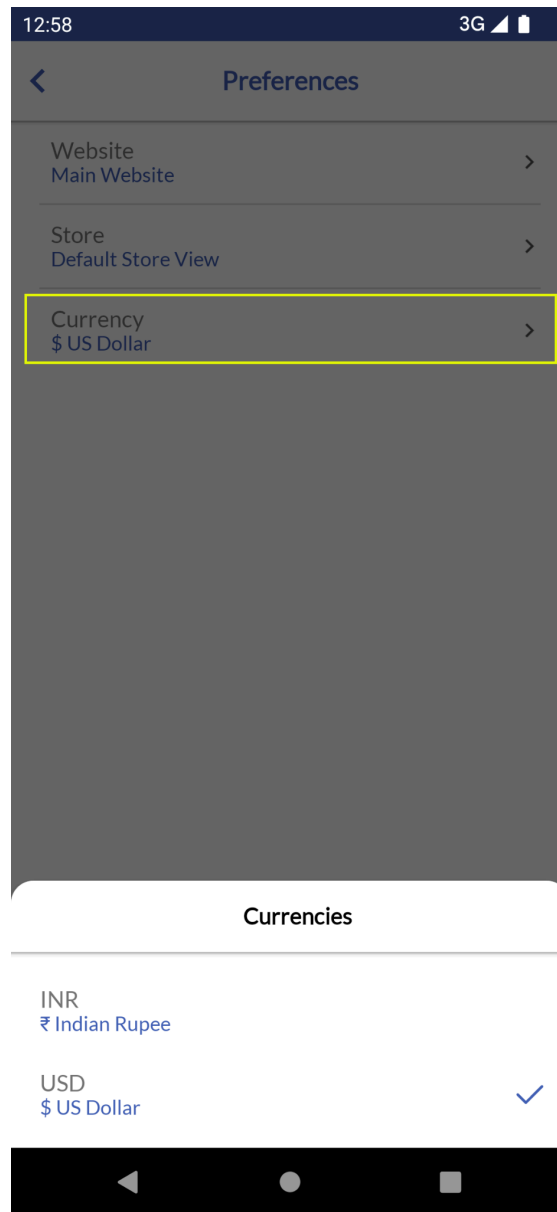 12:58 3G
Preferences
Website
Main Website
Store
Default Store View
Currency
$ US Dollar
Currencies
INR
₹ Indian Rupee
USD
$ US Dollar